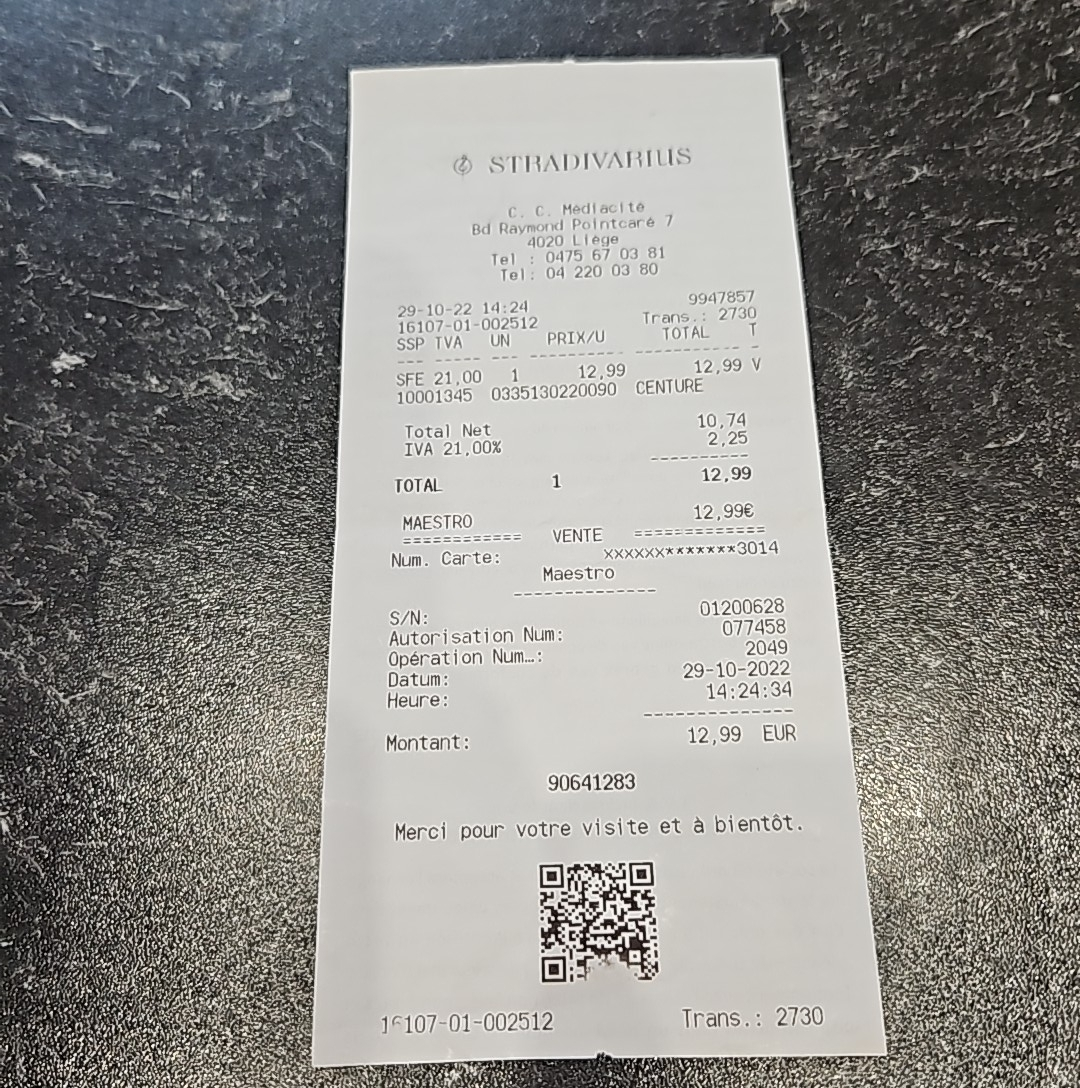 STRADIVARIUS
C. C. Médiacité
Bd Raymond Pointcaré 7
4020 Liège
Tel : 0475 67 03 81
Tel: 04 220 03 80
29-10-22 14:24 9947857
16107-01-002512 Trans.: 2730
SSP TVA UN PRIX/U TOTAL T
--- ----- --- ---------- ----------- -
SFE 21,00 1 12,99 12,99 V
10001345 0335130220090 CENTURE
Total Net 10,74
IVA 21,00% 2,25
----------
TOTAL 1 12,99
MAESTRO 12,99€
============ VENTE =============
Num. Carte: XXXXXX*******3014
Maestro
--------------
S/N: 01200628
Autorisation Num: 077458
Opération Num…: 2049
Datum: 29-10-2022
Heure: 14:24:34
--------------
Montant: 12,99 EUR
90641283
Merci pour votre visite et à bientôt.
16107-01-002512 Trans.: 2730